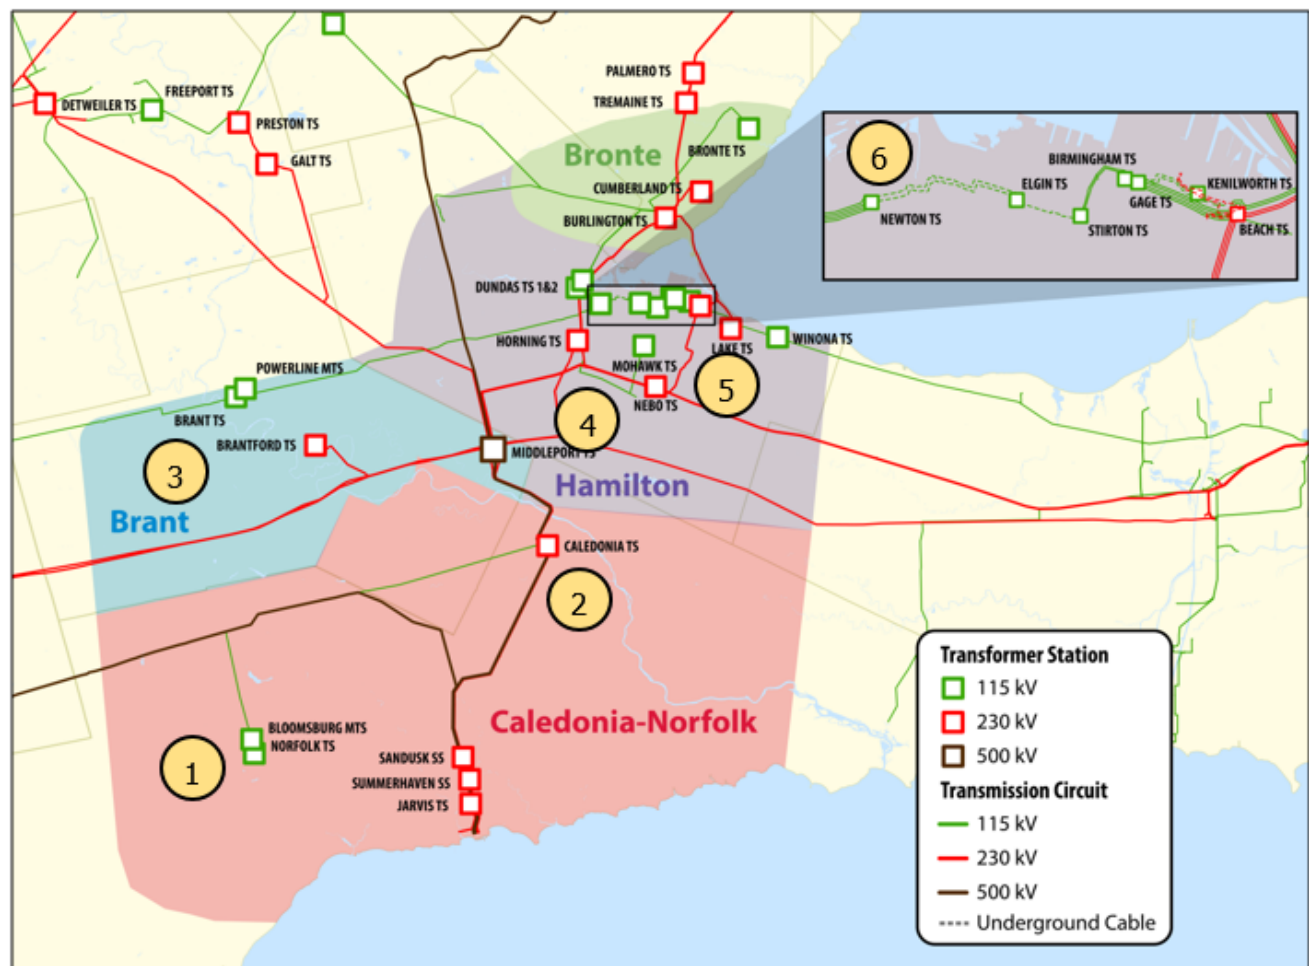 PALMERO TS
TREMAINE TS
FREEPORT TS
DETWEILER TS
PRESTON TS
GALT TS
Bronte
BRONTE TS
CUMBERLAND TS
BURLINGTON TS
6
BIRMINGHAM TS
ELGIN TS
KENILWORTH TS
GAGE TS
NEWTON TS
STIRTON TS
BEACH TS
DUNDAS TS 1&2
HORNING TS
LAKE TS
WINONA TS
MOHAWK TS
POWERLINE MTS
NEBO TS
5
BRANT TS
4
BRANTFORD TS
MIDDLEPORT TS
3
Hamilton
Brant
CALEDONIA TS
2
Caledonia-Norfolk
BLOOMSBURG MTS
NORFOLK TS
1
SANDUSK SS
SUMMERHAVEN SS
JARVIS TS
Transformer Station
115 kV
230 kV
500 kV
Transmission Circuit
115 kV
230 kV
500 kV
Underground Cable